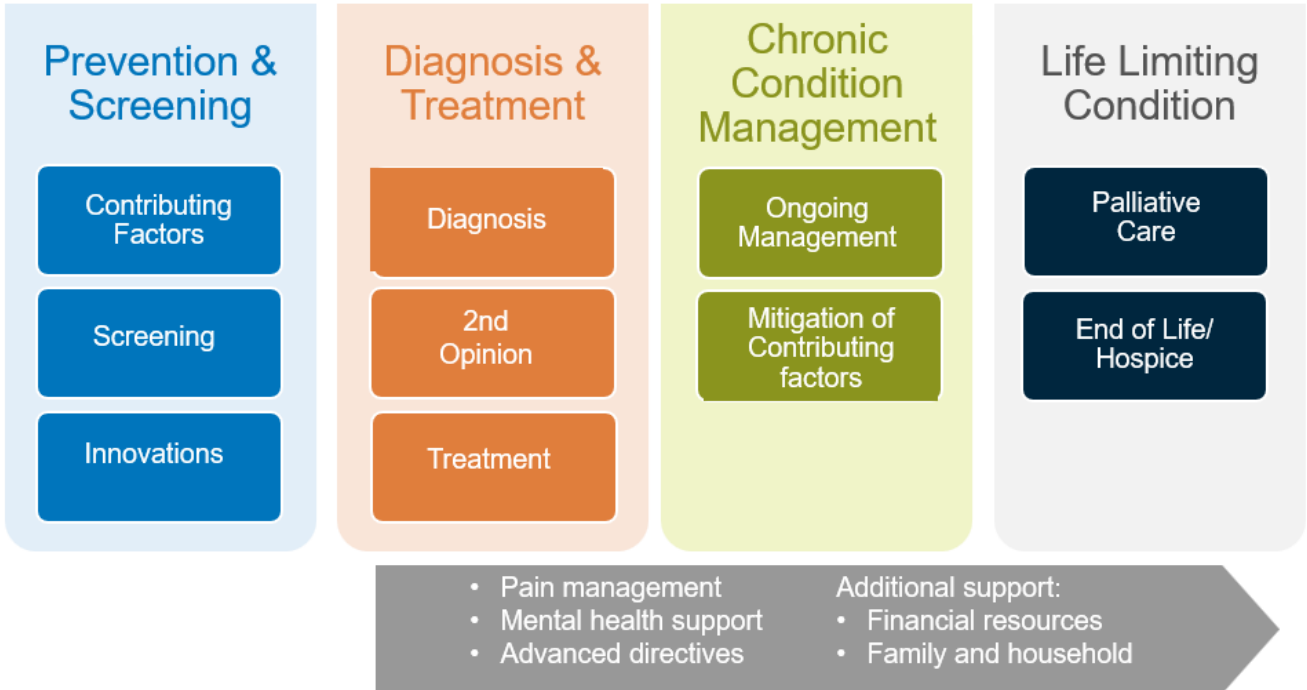 Prevention &
Screening
Contributing
Factors
Screening
Innovations
Diagnosis &
Treatment
Diagnosis
2nd
Opinion
Treatment
Chronic
Condition
Management
Ongoing
Management
Mitigation of
Contributing
factors
Life Limiting
Condition
Palliative
Care
End of Life/
Hospice
• Pain management
• Mental health support
• Advanced directives
Additional support:
• Financial resources
• Family and household